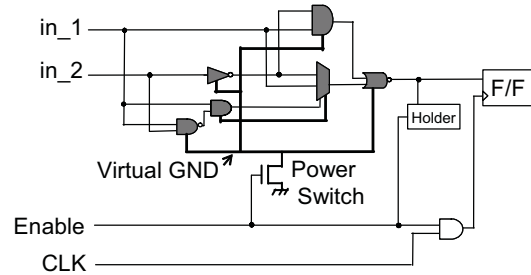 in_1
in_2
F/F
Holder
Virtual GND
Power
Switch
Enable
CLK